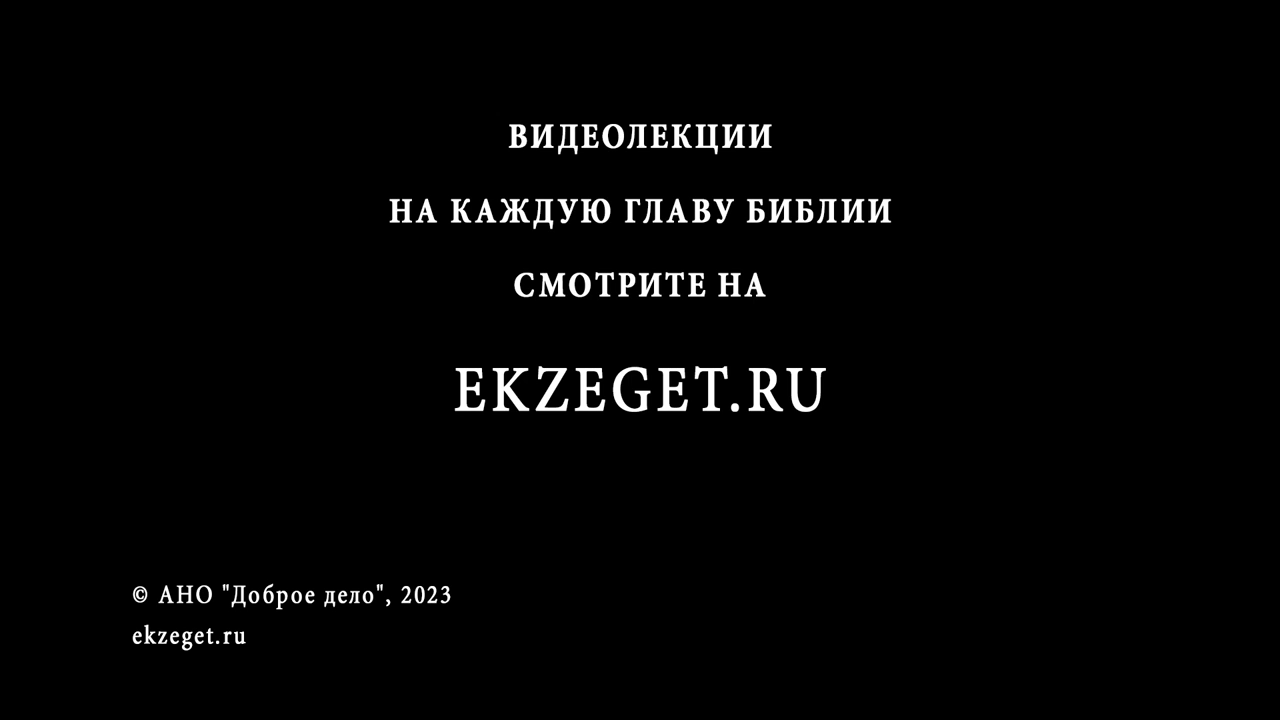 ВИДЕОЛЕКЦИИ
НА КАЖДУЮ ГЛАВУ БИБЛИИ
СМОТРИТЕ НА
EKZEGET.RU
© АНО "Доброе дело", 2023
ekzeget.ru